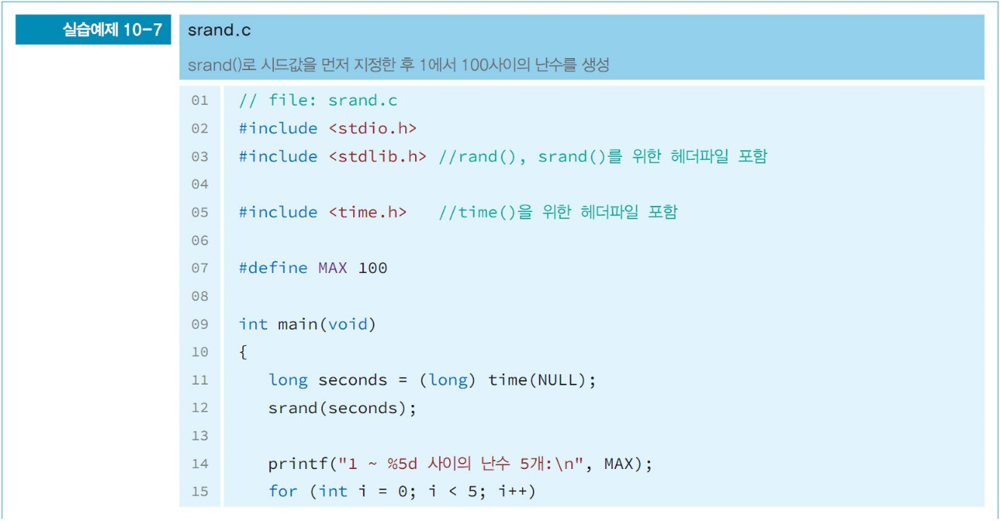 실습예제 10-7
srand.c
srand()로 시드값을 먼저 지정한 후 1에서 100사이의 난수를 생성
01 // file: srand.c
02 #include <stdio.h>
03 #include <stdlib.h> //rand(), srand()를 위한 헤더파일 포함
04
05 #include <time.h> //time()을 위한 헤더파일 포함
06
07 #define MAX 100
08
09 int main(void)
10 {
11 long seconds = (long) time(NULL);
12 srand(seconds);
13
14 printf("1 ~ %5d 사이의 난수 5개:\n", MAX);
15 for (int i = 0; i < 5; i++)